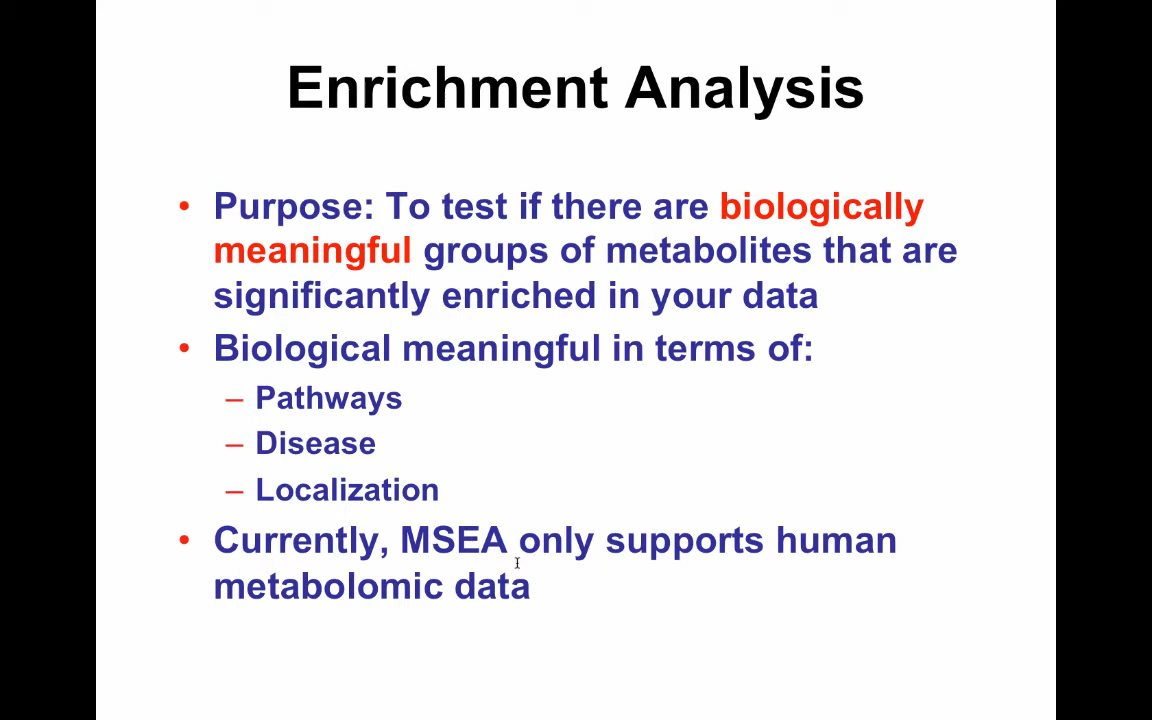 Enrichment Analysis
• Purpose: To test if there are biologically
meaningful groups of metabolites that are
significantly enriched in your data
• Biological meaningful in terms of:
– Pathways
– Disease
– Localization
• Currently, MSEA only supports human
metabolomic data